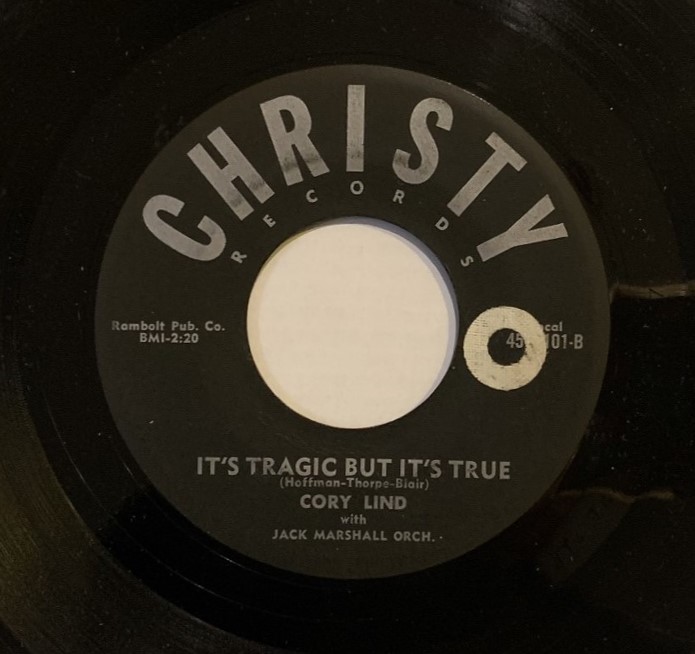 CHRISTY
RECORDS
Rambolt Pub. Co.
BMI-2:20
45 101-B
IT'S TRAGIC BUT IT'S TRUE
(Hoffman-Thorpe-Blair)
CORY LIND
with
JACK MARSHALL ORCH.